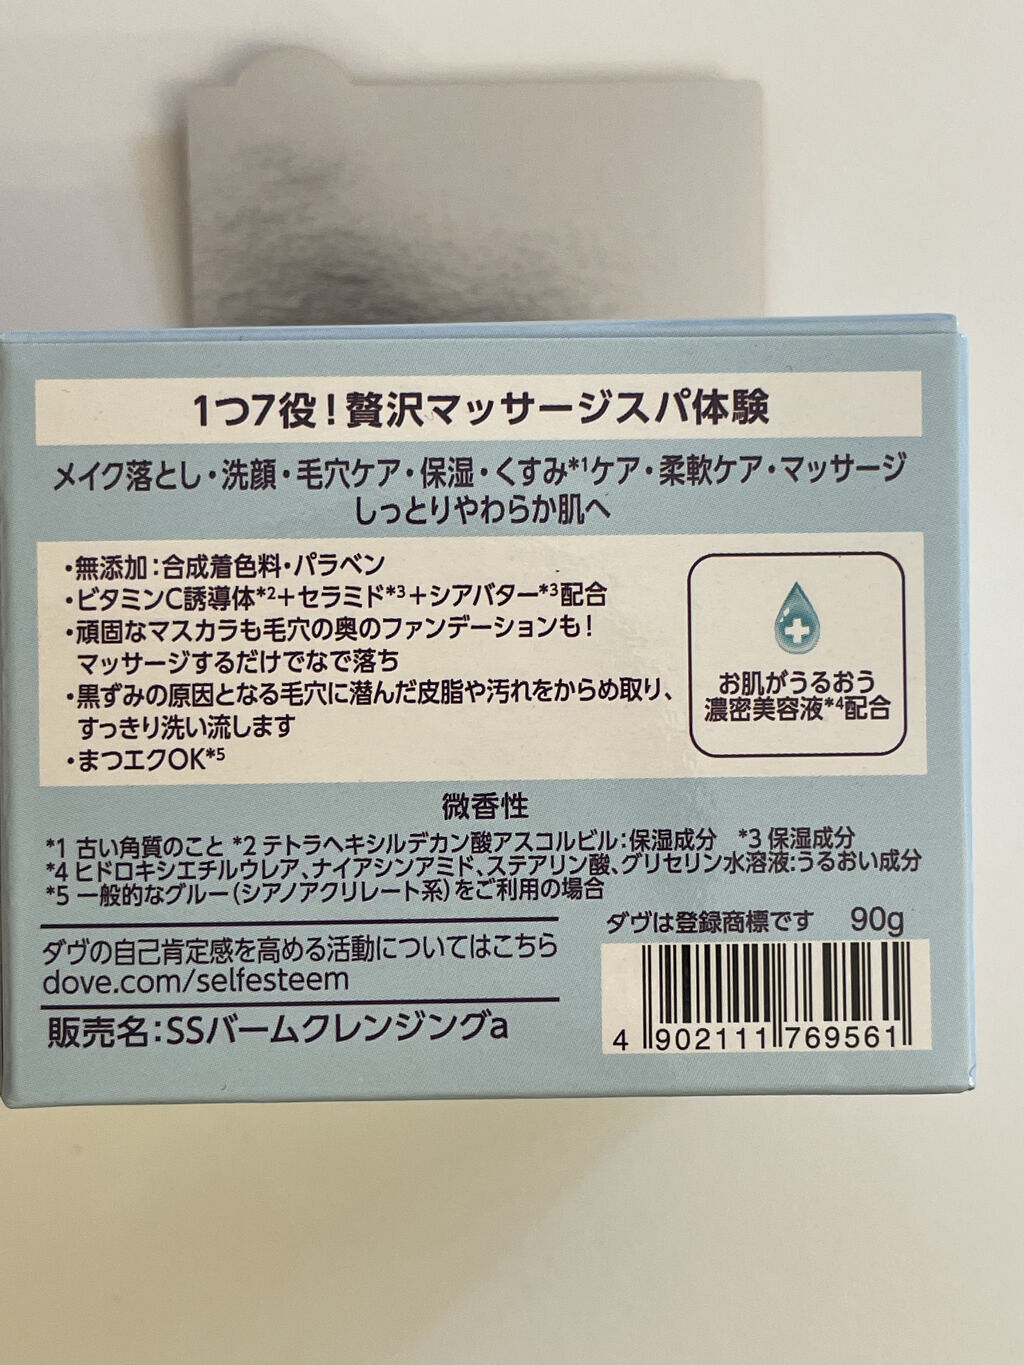 1つ7役！贅沢マッサージスパ体験
メイク落とし・洗顔・毛穴ケア・保湿・くすみ*1ケア・柔軟ケア・マッサージ
しっとりやわらか肌へ
・無添加：合成着色料・パラベン
・ビタミンC誘導体*2＋セラミド*3＋シアバター*3配合
・頑固なマスカラも毛穴の奥のファンデーションも！
マッサージするだけでなで落ち
・黒ずみの原因となる毛穴に潜んだ皮脂や汚れをからめ取り、
すっきり洗い流します
・まつエクOK*5
お肌がうるおう
濃密美容液*4配合
微香性
*1 古い角質のこと *2 テトラヘキシルデカン酸アスコルビル：保湿成分 *3 保湿成分
*4 ヒドロキシエチルウレア、ナイアシンアミド、ステアリン酸、グリセリン水溶液：うるおい成分
*5 一般的なグルー（シアノアクリレート系）をご利用の場合
ダヴは登録商標です 90g
ダヴの自己肯定感を高める活動についてはこちら
dove.com/selfesteem
販売名：SSバームクレンジングa
4 902111 769561